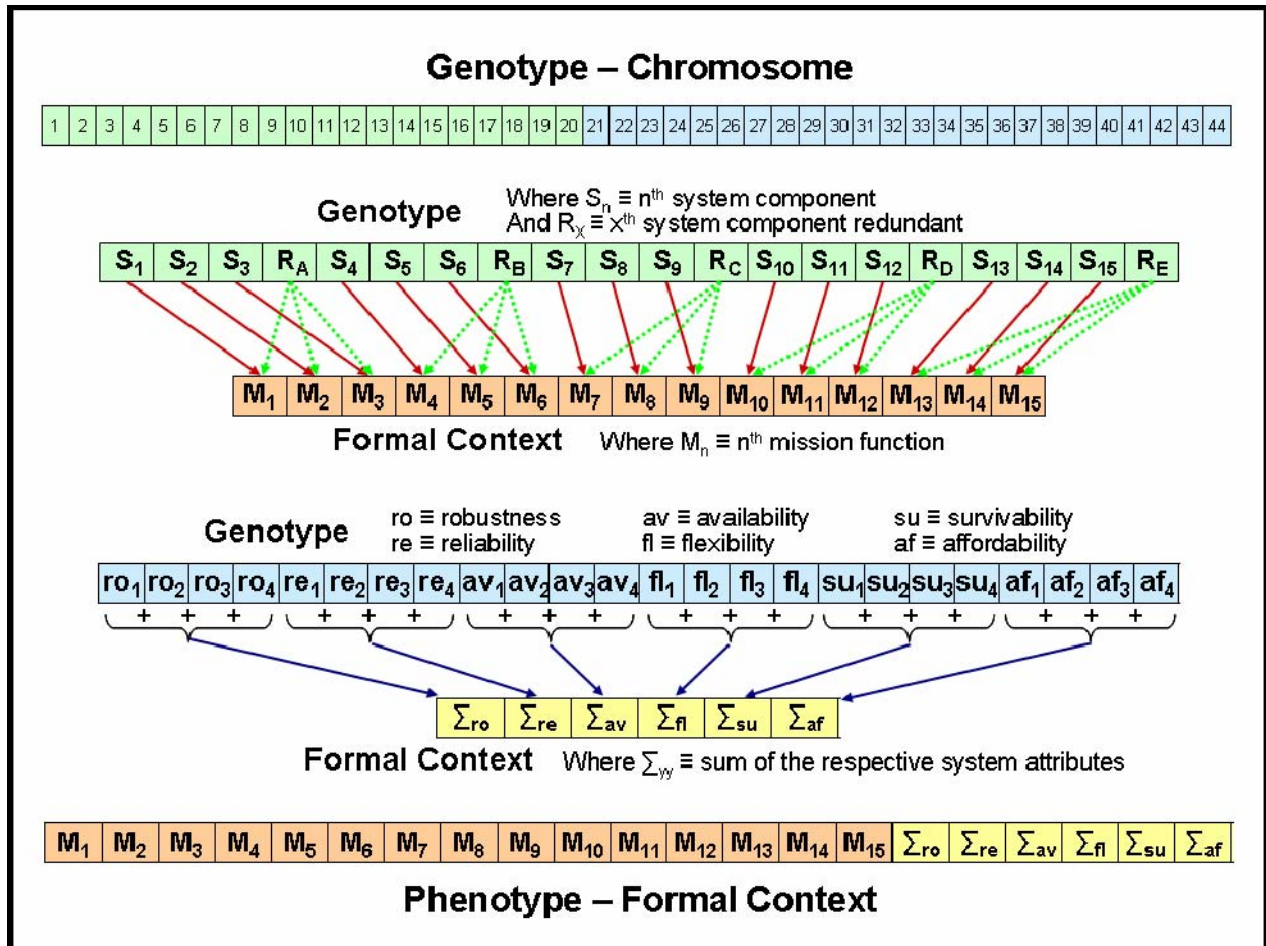 Genotype – Chromosome
1 2 3 4 5 6 7 8 9 10 11 12 13 14 15 16 17 18 19 20 21 22 23 24 25 26 27 28 29 30 31 32 33 34 35 36 37 38 39 40 41 42 43 44
Genotype
Where Sₙ ≡ nᵗʰ system component
And Rₓ ≡ xᵗʰ system component redundant
S₁ S₂ S₃ R_A S₄ S₅ S₆ R_B S₇ S₈ S₉ R_C S₁₀ S₁₁ S₁₂ R_D S₁₃ S₁₄ S₁₅ R_E
M₁ M₂ M₃ M₄ M₅ M₆ M₇ M₈ M₉ M₁₀ M₁₁ M₁₂ M₁₃ M₁₄ M₁₅
Formal Context Where Mₙ ≡ nᵗʰ mission function
Genotype
ro ≡ robustness av ≡ availability su ≡ survivability
re ≡ reliability fl ≡ flexibility af ≡ affordability
ro₁ ro₂ ro₃ ro₄ re₁ re₂ re₃ re₄ av₁ av₂ av₃ av₄ fl₁ fl₂ fl₃ fl₄ su₁ su₂ su₃ su₄ af₁ af₂ af₃ af₄
+ + + + + + + + + + + + + + + + + +
∑ro ∑re ∑av ∑fl ∑su ∑af
Formal Context Where ∑yy ≡ sum of the respective system attributes
M₁ M₂ M₃ M₄ M₅ M₆ M₇ M₈ M₉ M₁₀ M₁₁ M₁₂ M₁₃ M₁₄ M₁₅ ∑ro ∑re ∑av ∑fl ∑su ∑af
Phenotype – Formal Context